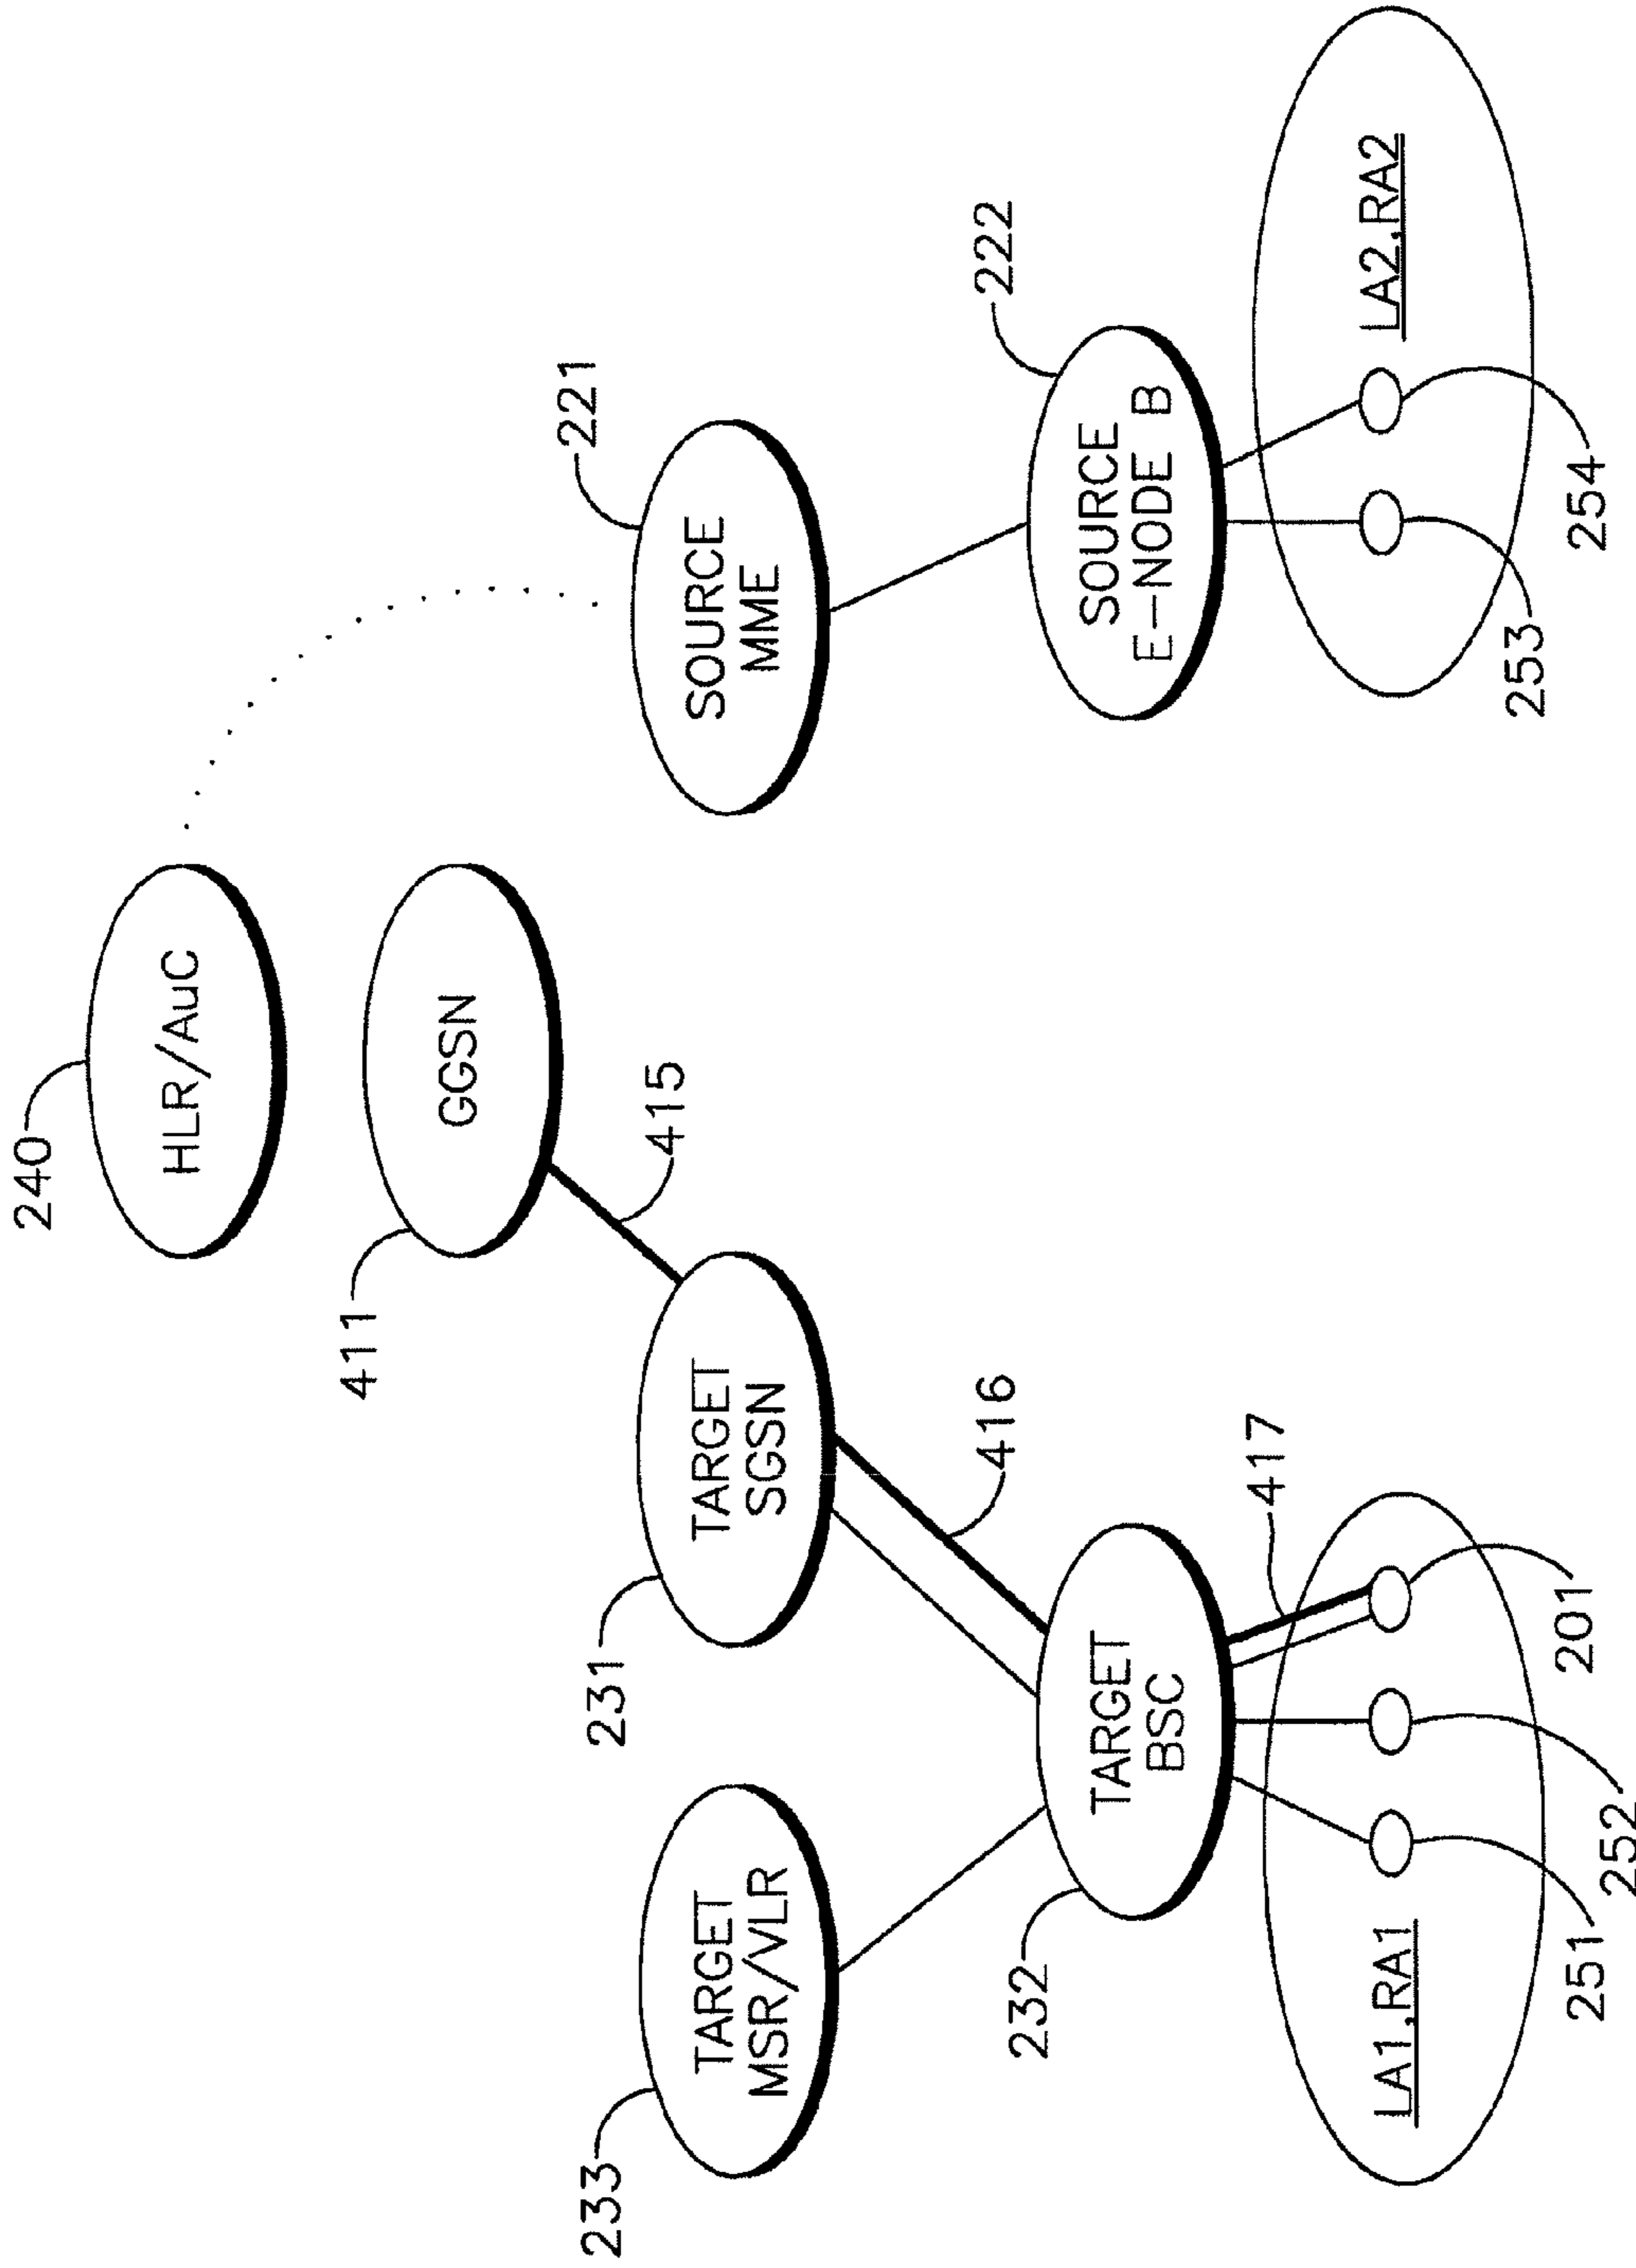 240
HLR/AuC
411
GGSN
415
233
TARGET
MSR/VLR
231
TARGET
SGSN
221
SOURCE
MME
416
232
TARGET
BSC
222
SOURCE
E-NODE B
417
LA1,RA1
LA2,RA2
251
252
201
253
254